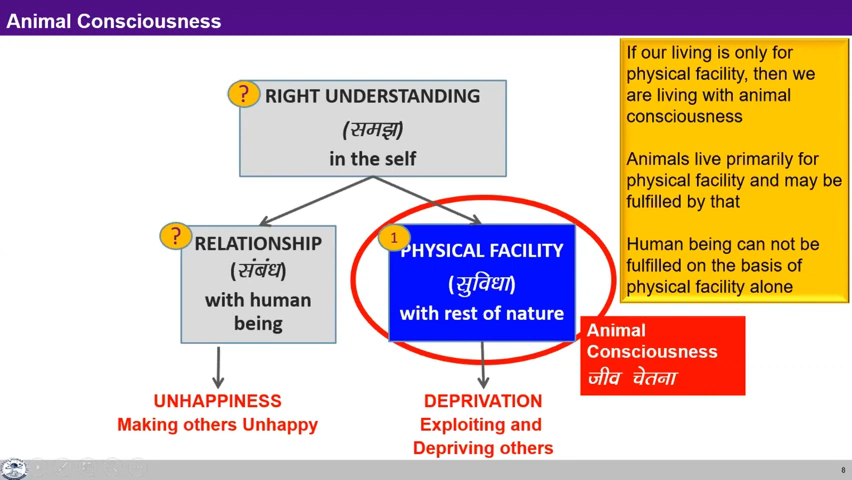 Animal Consciousness
?
RIGHT UNDERSTANDING
(समझ)
in the self
?
RELATIONSHIP
(संबंध)
with human
being
1
PHYSICAL FACILITY
(सुविधा)
with rest of nature
UNHAPPINESS
Making others Unhappy
DEPRIVATION
Exploiting and
Depriving others
If our living is only for
physical facility, then we
are living with animal
consciousness
Animals live primarily for
physical facility and may be
fulfilled by that
Human being can not be
fulfilled on the basis of
physical facility alone
Animal
Consciousness
जीव चेतना
8